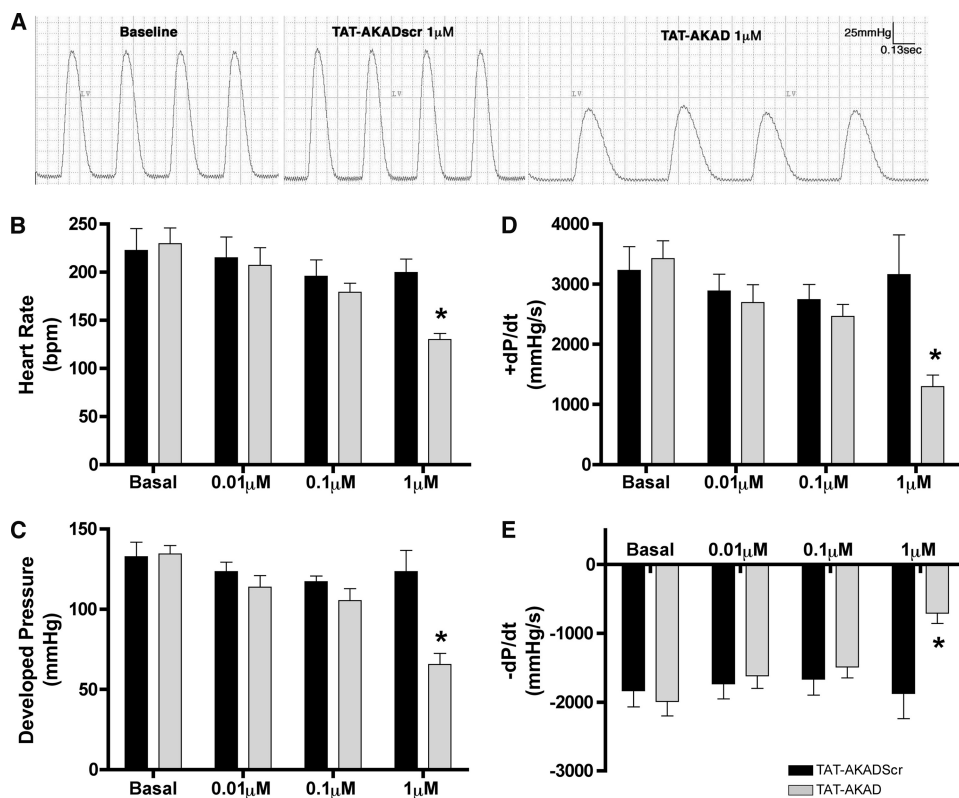 A
Baseline
TAT-AKADscr 1μM
TAT-AKAD 1μM
25mmHg
0.13sec
LV
LV
LV
LV
B
Heart Rate
(bpm)
250
200
150
100
50
0
*
Basal
0.01μM
0.1μM
1μM
D
+dP/dt
(mmHg/s)
4000
3000
2000
1000
0
*
Basal
0.01μM
0.1μM
1μM
C
Developed Pressure
(mmHg)
150
100
50
0
*
Basal
0.01μM
0.1μM
1μM
E
-dP/dt
(mmHg/s)
Basal
0.01μM
0.1μM
1μM
0
-1000
-2000
-3000
*
TAT-AKADScr
TAT-AKAD